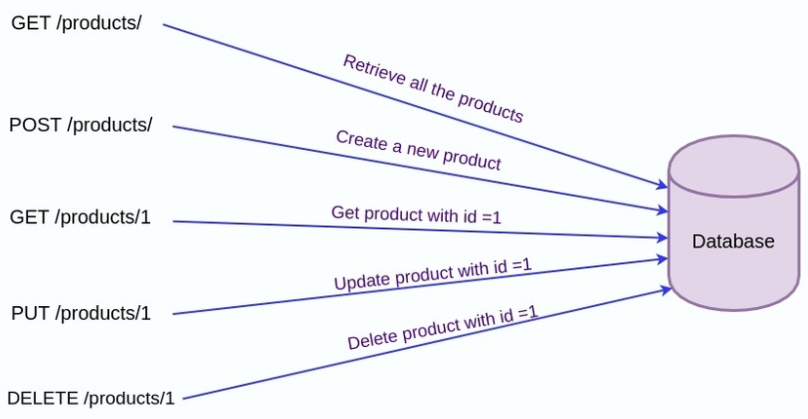 GET /products/
Retrieve all the products
POST /products/
Create a new product
GET /products/1
Get product with id =1
Database
Update product with id =1
PUT /products/1
Delete product with id =1
DELETE /products/1